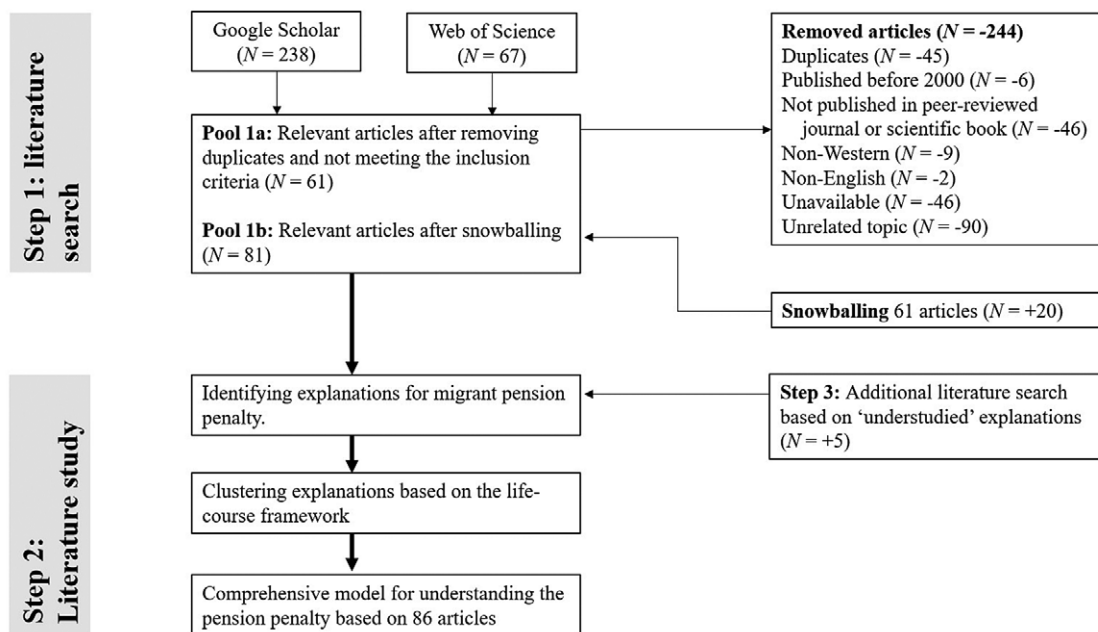 Step 1: literature
search
Google Scholar
(N = 238)
Web of Science
(N = 67)
Removed articles (N = -244)
Duplicates (N = -45)
Published before 2000 (N = -6)
Not published in peer-reviewed
journal or scientific book (N = -46)
Non-Western (N = -9)
Non-English (N = -2)
Unavailable (N = -46)
Unrelated topic (N = -90)
Pool 1a: Relevant articles after removing
duplicates and not meeting the inclusion
criteria (N = 61)
Pool 1b: Relevant articles after snowballing
(N = 81)
Snowballing 61 articles (N = +20)
Step 2:
Literature study
Identifying explanations for migrant pension
penalty.
Step 3: Additional literature search
based on ‘understudied’ explanations
(N = +5)
Clustering explanations based on the life-
course framework
Comprehensive model for understanding the
pension penalty based on 86 articles